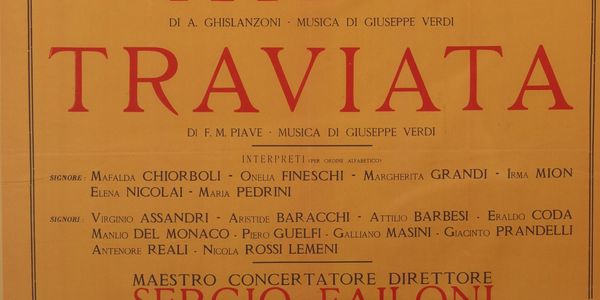 DI A. GHISLANZONI - MUSICA DI GIUSEPPE VERDI
TRAVIATA
DI F. M. PIAVE - MUSICA DI GIUSEPPE VERDI
INTERPRETI (PER ORDINE ALFABETICO)
SIGNORE: MAFALDA CHIORBOLI - ONELIA FINESCHI - MARGHERITA GRANDI - IRMA MION
ELENA NICOLAI - MARIA PEDRINI
SIGNORI: VIRGINIO ASSANDRI - ARISTIDE BARACCHI - ATTILIO BARBESI - ERALDO CODA
MANLIO DEL MONACO - PIERO GUELFI - GALLIANO MASINI - GIACINTO PRANDELLI
ANTENORE REALI - NICOLA ROSSI LEMENI
MAESTRO CONCERTATORE DIRETTORE
SERGIO FAILONI